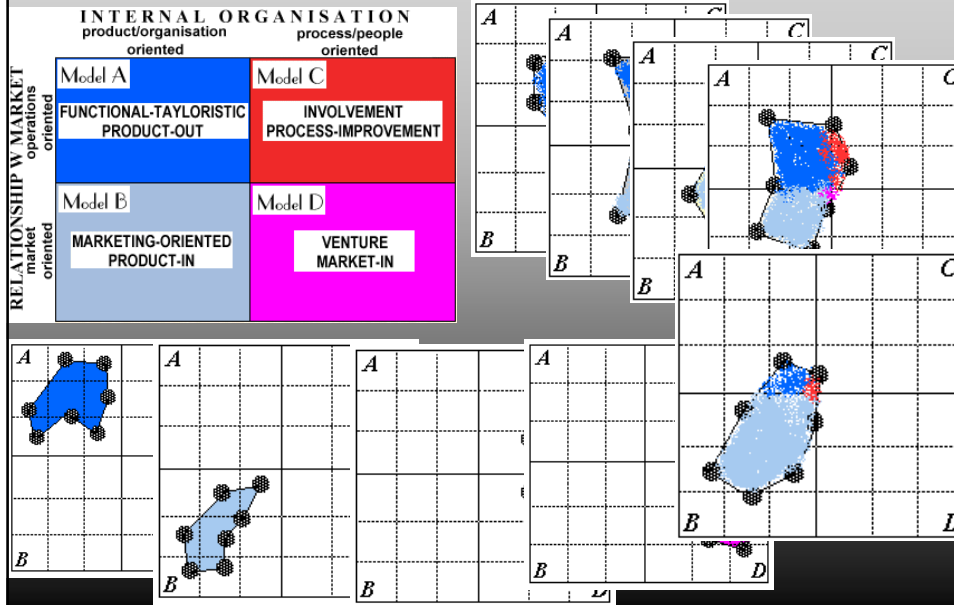 INTERNAL ORGANISATION
product/organisation
oriented
process/people
oriented
RELATIONSHIP W MARKET
operations
oriented
market
oriented
Model A
FUNCTIONAL-TAYLORISTIC
PRODUCT-OUT
Model C
INVOLVEMENT
PROCESS-IMPROVEMENT
Model B
MARKETING-ORIENTED
PRODUCT-IN
Model D
VENTURE
MARKET-IN
A
C
B
A
C
B
A
C
B
A
C
A
C
B
D
A
B
A
B
A
B
D
A
B
D